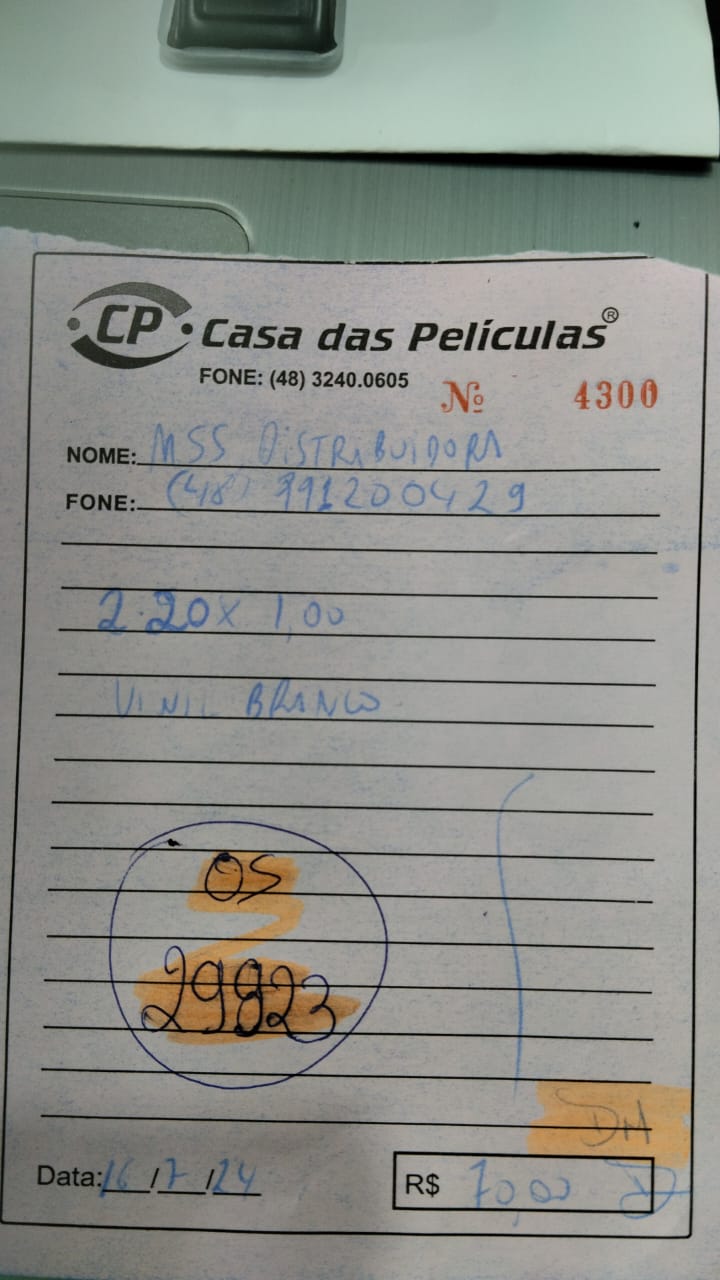 CP Casa das Películas®
FONE: (48) 3240.0605
Nº 4300
NOME: MSS DISTRIBUIDORA
FONE: (48) 991200429
2.20 x 1,00
VINIL BRANCO
OS
29823
DH
Data: 16/7/24
R$ 70,00